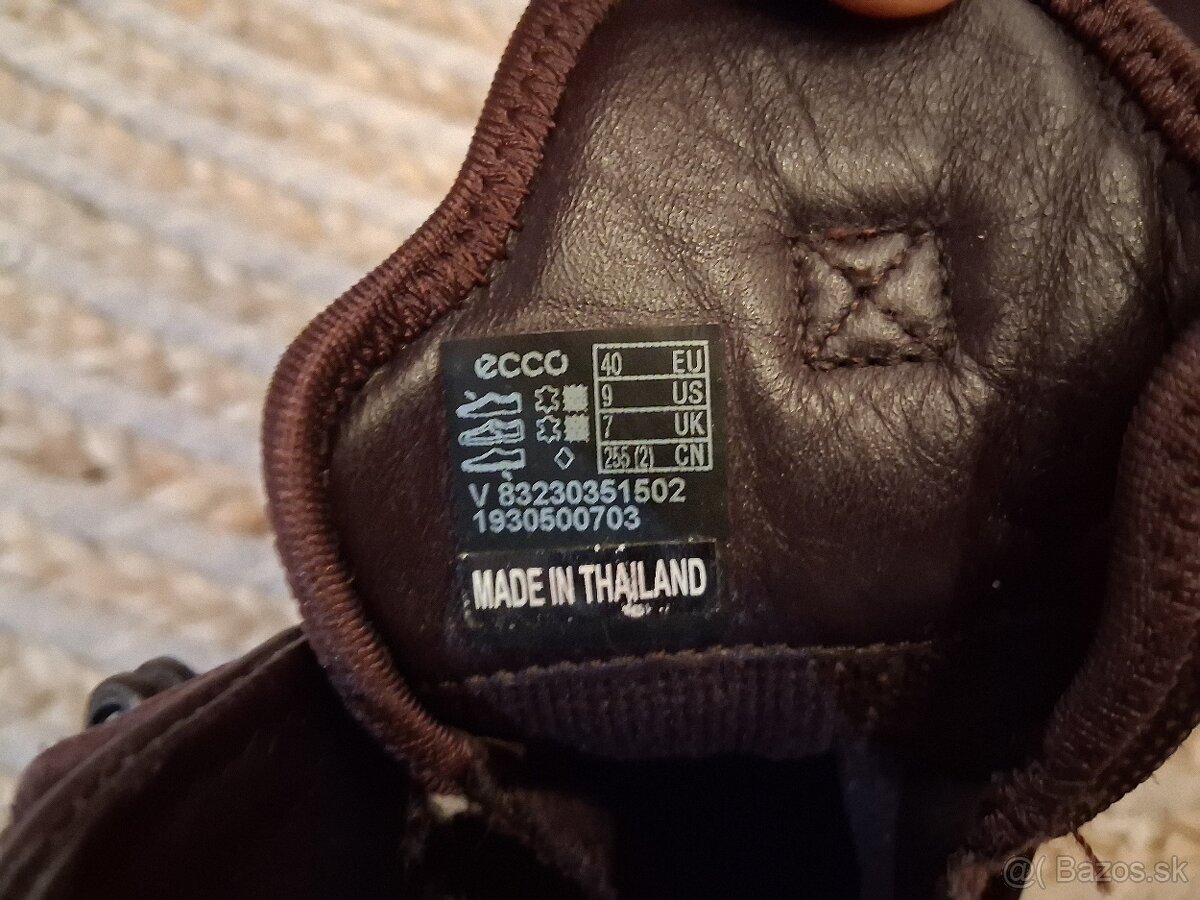 ecco
40 EU
9 US
7 UK
255 (2) CN
V 83230351502
1930500703
MADE IN THAILAND
@( Bazos.sk